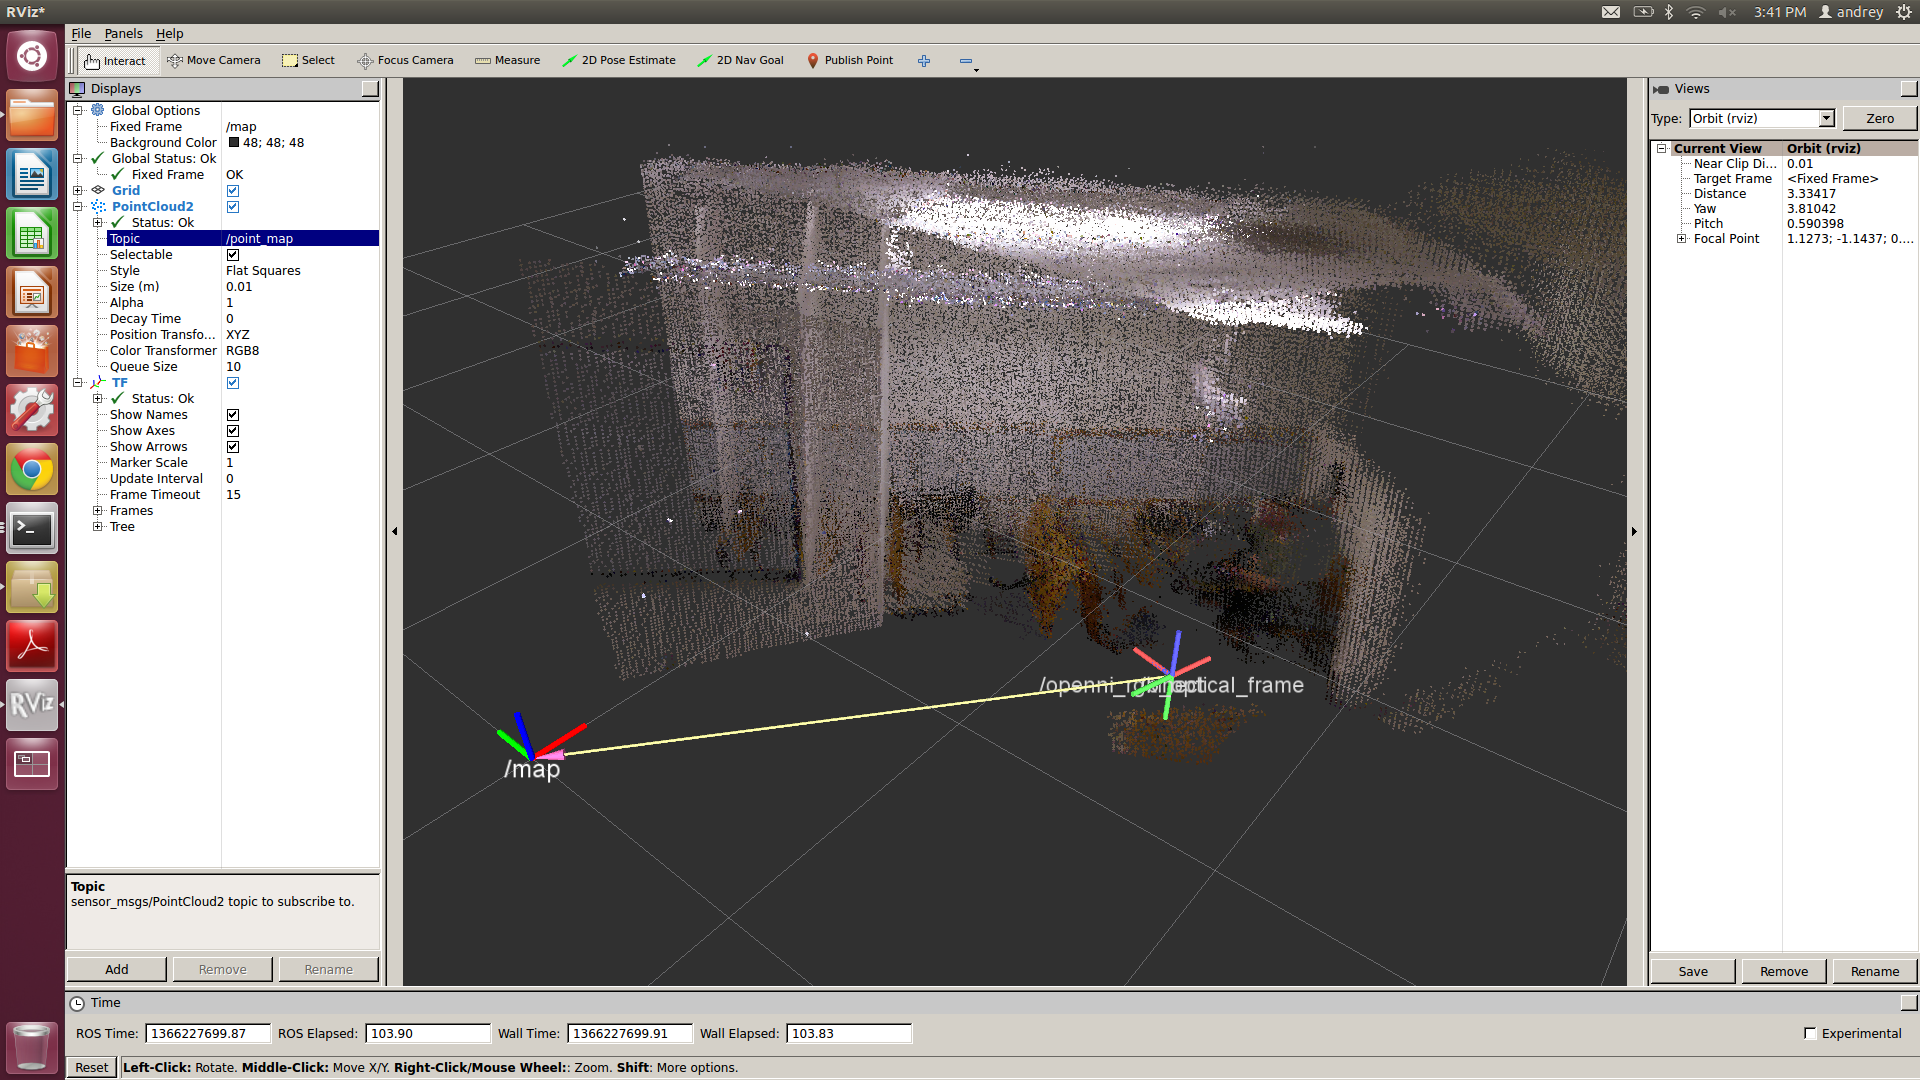 RViz*
3:41 PM andrey
File Panels Help
Interact Move Camera Select Focus Camera Measure 2D Pose Estimate 2D Nav Goal Publish Point
Displays
Global Options
Fixed Frame /map
Background Color 48; 48; 48
Global Status: Ok
Fixed Frame OK
Grid
PointCloud2
Status: Ok
Topic /point_map
Selectable
Style Flat Squares
Size (m) 0.01
Alpha 1
Decay Time 0
Position Transfo... XYZ
Color Transformer RGB8
Queue Size 10
TF
Status: Ok
Show Names
Show Axes
Show Arrows
Marker Scale 1
Update Interval 0
Frame Timeout 15
Frames
Tree
Topic
sensor_msgs/PointCloud2 topic to subscribe to.
Add Remove Rename
RViz
/map
Views
Type: Orbit (rviz) Zero
Current View Orbit (rviz)
Near Clip Di... 0.01
Target Frame <Fixed Frame>
Distance 3.33417
Yaw 3.81042
Pitch 0.590398
Focal Point 1.1273; -1.1437; 0....
Save Remove Rename
Time
ROS Time: 1366227699.87 ROS Elapsed: 103.90 Wall Time: 1366227699.91 Wall Elapsed: 103.83 Experimental
Reset Left-Click: Rotate. Middle-Click: Move X/Y. Right-Click/Mouse Wheel:: Zoom. Shift: More options.